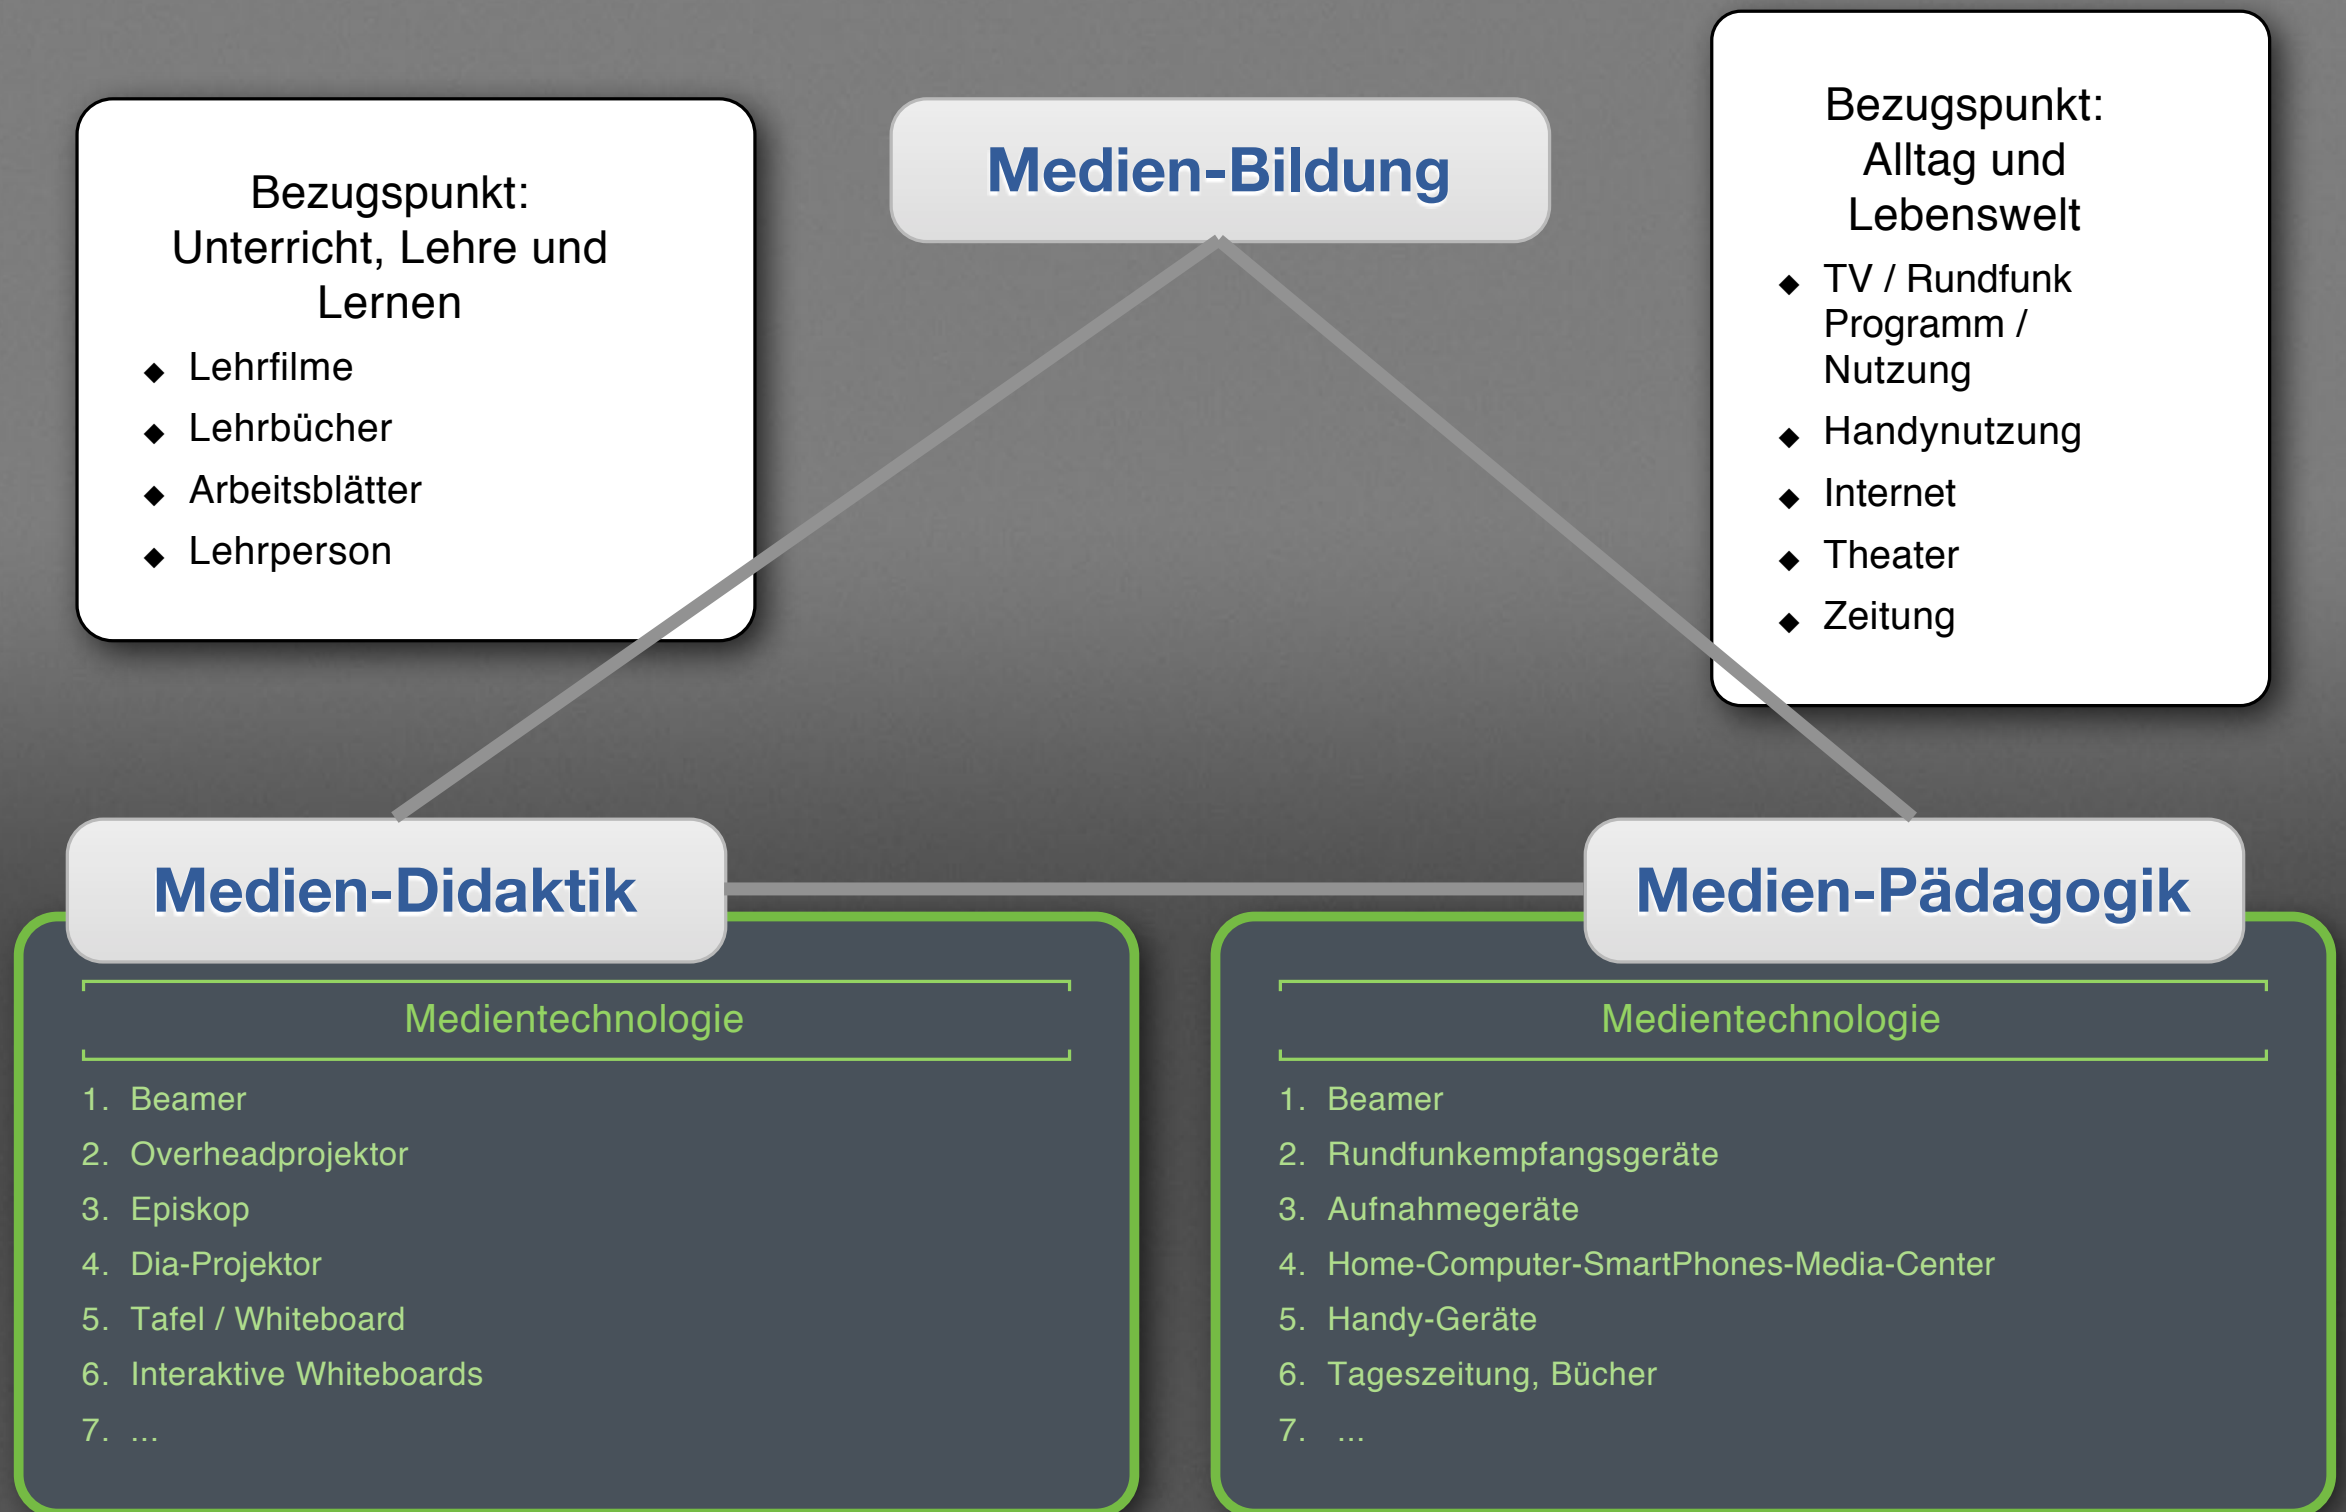 Medien-Bildung
Bezugspunkt:
Unterricht, Lehre und
Lernen
◆ Lehrfilme
◆ Lehrbücher
◆ Arbeitsblätter
◆ Lehrperson
Bezugspunkt:
Alltag und
Lebenswelt
◆ TV / Rundfunk
Programm /
Nutzung
◆ Handynutzung
◆ Internet
◆ Theater
◆ Zeitung
Medien-Didaktik
Medientechnologie
1. Beamer
2. Overheadprojektor
3. Episkop
4. Dia-Projektor
5. Tafel / Whiteboard
6. Interaktive Whiteboards
7. ...
Medien-Pädagogik
Medientechnologie
1. Beamer
2. Rundfunkempfangsgeräte
3. Aufnahmegeräte
4. Home-Computer-SmartPhones-Media-Center
5. Handy-Geräte
6. Tageszeitung, Bücher
7. ...